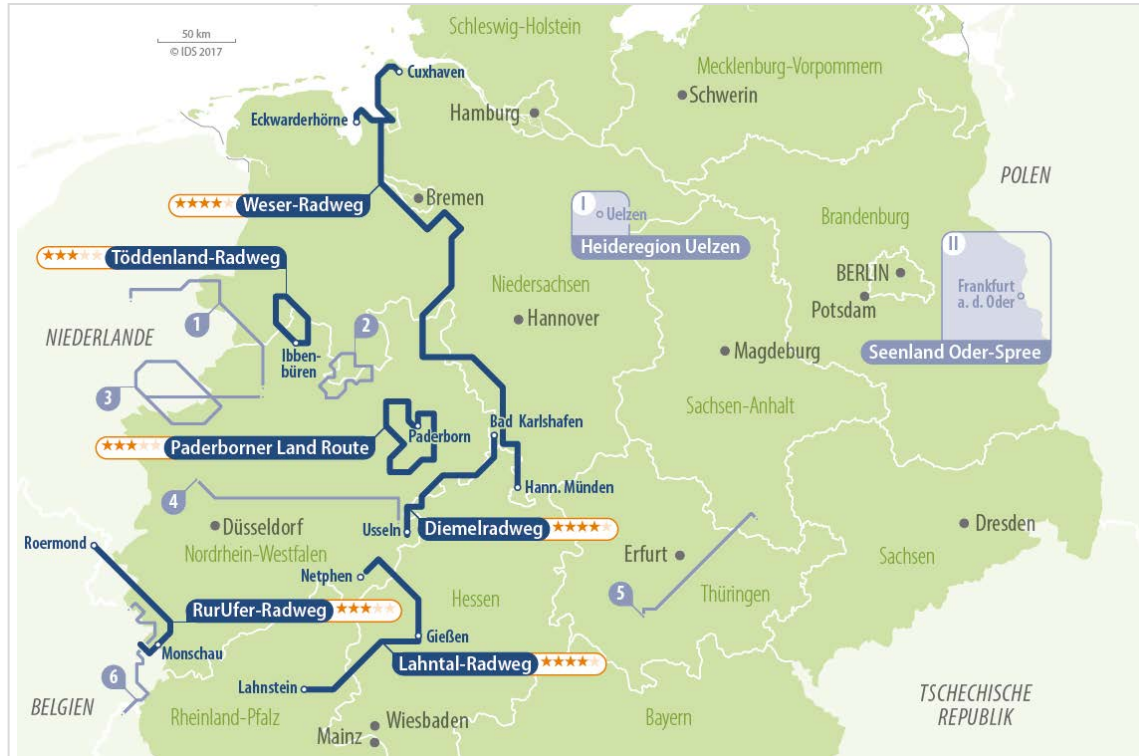 50 km
© IDS 2017
Schleswig-Holstein
Cuxhaven
Mecklenburg-Vorpommern
Schwerin
Eckwarderhörne
Hamburg
POLEN
Weser-Radweg
Bremen
I
Uelzen
Heideregion Uelzen
Brandenburg
II
Töddenland-Radweg
Niedersachsen
BERLIN
Frankfurt
a. d. Oder
Potsdam
NIEDERLANDE
1
2
Hannover
Ibben-
büren
Magdeburg
Seenland Oder-Spree
3
Sachsen-Anhalt
Paderborner Land Route
Paderborn
Bad Karlshafen
4
Hann. Münden
Düsseldorf
Usseln
Diemelradweg
Dresden
Roermond
Nordrhein-Westfalen
Erfurt
Sachsen
Netphen
Hessen
5
Thüringen
RurUfer-Radweg
Gießen
Monschau
Lahntal-Radweg
6
Lahnstein
BELGIEN
Rheinland-Pfalz
Wiesbaden
Bayern
TSCHECHISCHE
REPUBLIK
Mainz